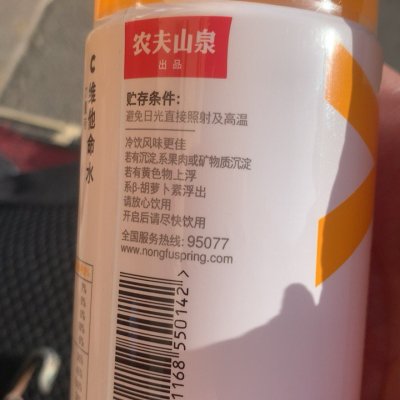 农夫山泉
出品
贮存条件:
避免日光直接照射及高温
冷饮风味更佳
若有沉淀,系果肉或矿物质沉淀
若有黄色物上浮
系β-胡萝卜素浮出
请放心饮用
开启后请尽快饮用
全国服务热线: 95077
www.nongfuspring.com
1168 550142 >
C
维他命水